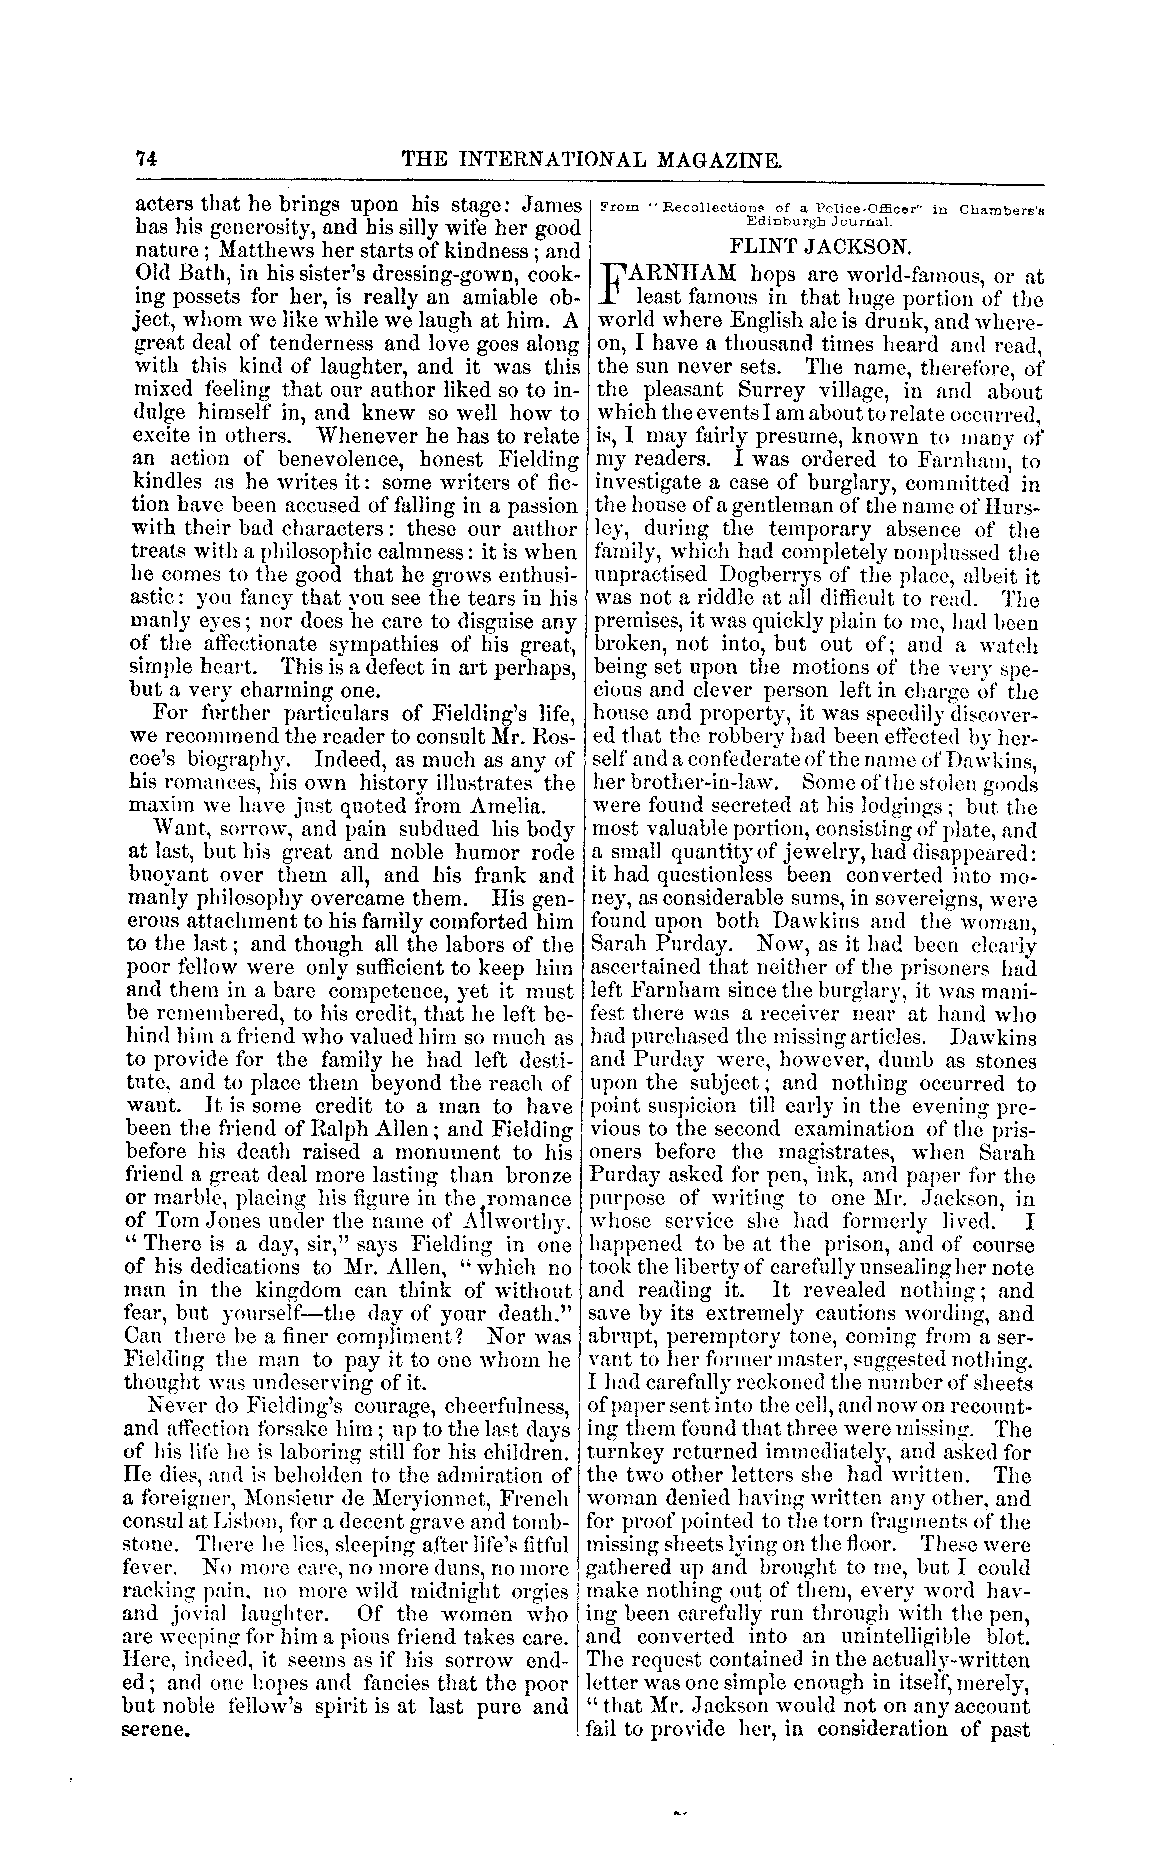 74
THE INTERNATIONAL MAGAZINE.
acters that he brings upon his stage: James
has his generosity, and his silly wife her good
nature; Matthews her starts of kindness; and
Old Bath, in his sister's dressing-gown, cook-
ing possets for her, is really an amiable ob-
ject, whom we like while we laugh at him. A
great deal of tenderness and love goes along
with this kind of laughter, and it was this
mixed feeling that our author liked so to in-
dulge himself in, and knew so well how to
excite in others. Whenever he has to relate
an action of benevolence, honest Fielding
kindles as he writes it: some writers of fic-
tion have been accused of falling in a passion
with their bad characters: these our author
treats with a philosophic calmness: it is when
he comes to the good that he grows enthusi-
astic: you fancy that you see the tears in his
manly eyes; nor does he care to disguise any
of the affectionate sympathies of his great,
simple heart. This is a defect in art perhaps,
but a very charming one.
For further particulars of Fielding's life,
we recommend the reader to consult Mr. Ros-
coe's biography. Indeed, as much as any of
his romances, his own history illustrates the
maxim we have just quoted from Amelia.
Want, sorrow, and pain subdued his body
at last, but his great and noble humor rode
buoyant over them all, and his frank and
manly philosophy overcame them. His gen-
erous attachment to his family comforted him
to the last; and though all the labors of the
poor fellow were only sufficient to keep him
and them in a bare competence, yet it must
be remembered, to his credit, that he left be-
hind him a friend who valued him so much as
to provide for the family he had left desti-
tute, and to place them beyond the reach of
want. It is some credit to a man to have
been the friend of Ralph Allen; and Fielding
before his death raised a monument to his
friend a great deal more lasting than bronze
or marble, placing his figure in the romance
of Tom Jones under the name of Allworthy.
"There is a day, sir," says Fielding in one
of his dedications to Mr. Allen, "which no
man in the kingdom can think of without
fear, but yourself—the day of your death."
Can there be a finer compliment? Nor was
Fielding the man to pay it to one whom he
thought was undeserving of it.
Never do Fielding's courage, cheerfulness,
and affection forsake him; up to the last days
of his life he is laboring still for his children.
He dies, and is beholden to the admiration of
a foreigner, Monsieur de Meryionnet, French
consul at Lisbon, for a decent grave and tomb-
stone. There he lies, sleeping after life's fitful
fever. No more care, no more duns, no more
racking pain, no more wild midnight orgies
and jovial laughter. Of the women who
are weeping for him a pious friend takes care.
Here, indeed, it seems as if his sorrow end-
ed; and one hopes and fancies that the poor
but noble fellow's spirit is at last pure and
serene.
From "Recollections of a Police-Officer" in Chambers's
Edinburgh Journal.
FLINT JACKSON.
FARNHAM hops are world-famous, or at
least famous in that huge portion of the
world where English ale is drunk, and where-
on, I have a thousand times heard and read,
the sun never sets. The name, therefore, of
the pleasant Surrey village, in and about
which the events I am about to relate occurred,
is, I may fairly presume, known to many of
my readers. I was ordered to Farnham, to
investigate a case of burglary, committed in
the house of a gentleman of the name of Hurs-
ley, during the temporary absence of the
family, which had completely nonplussed the
unpractised Dogberrys of the place, albeit it
was not a riddle at all difficult to read. The
premises, it was quickly plain to me, had been
broken, not into, but out of; and a watch
being set upon the motions of the very spe-
cious and clever person left in charge of the
house and property, it was speedily discover-
ed that the robbery had been effected by her-
self and a confederate of the name of Dawkins,
her brother-in-law. Some of the stolen goods
were found secreted at his lodgings; but the
most valuable portion, consisting of plate, and
a small quantity of jewelry, had disappeared:
it had questionless been converted into mo-
ney, as considerable sums, in sovereigns, were
found upon both Dawkins and the woman,
Sarah Purday. Now, as it had been clearly
ascertained that neither of the prisoners had
left Farnham since the burglary, it was mani-
fest there was a receiver near at hand who
had purchased the missing articles. Dawkins
and Purday were, however, dumb as stones
upon the subject; and nothing occurred to
point suspicion till early in the evening pre-
vious to the second examination of the pris-
oners before the magistrates, when Sarah
Purday asked for pen, ink, and paper for the
purpose of writing to one Mr. Jackson, in
whose service she had formerly lived. I
happened to be at the prison, and of course
took the liberty of carefully unsealing her note
and reading it. It revealed nothing; and
save by its extremely cautions wording, and
abrupt, peremptory tone, coming from a ser-
vant to her former master, suggested nothing.
I had carefully reckoned the number of sheets
of paper sent into the cell, and now on recount-
ing them found that three were missing. The
turnkey returned immediately, and asked for
the two other letters she had written. The
woman denied having written any other, and
for proof pointed to the torn fragments of the
missing sheets lying on the floor. These were
gathered up and brought to me, but I could
make nothing out of them, every word hav-
ing been carefully run through with the pen,
and converted into an unintelligible blot.
The request contained in the actually-written
letter was one simple enough in itself, merely,
"that Mr. Jackson would not on any account
fail to provide her, in consideration of past